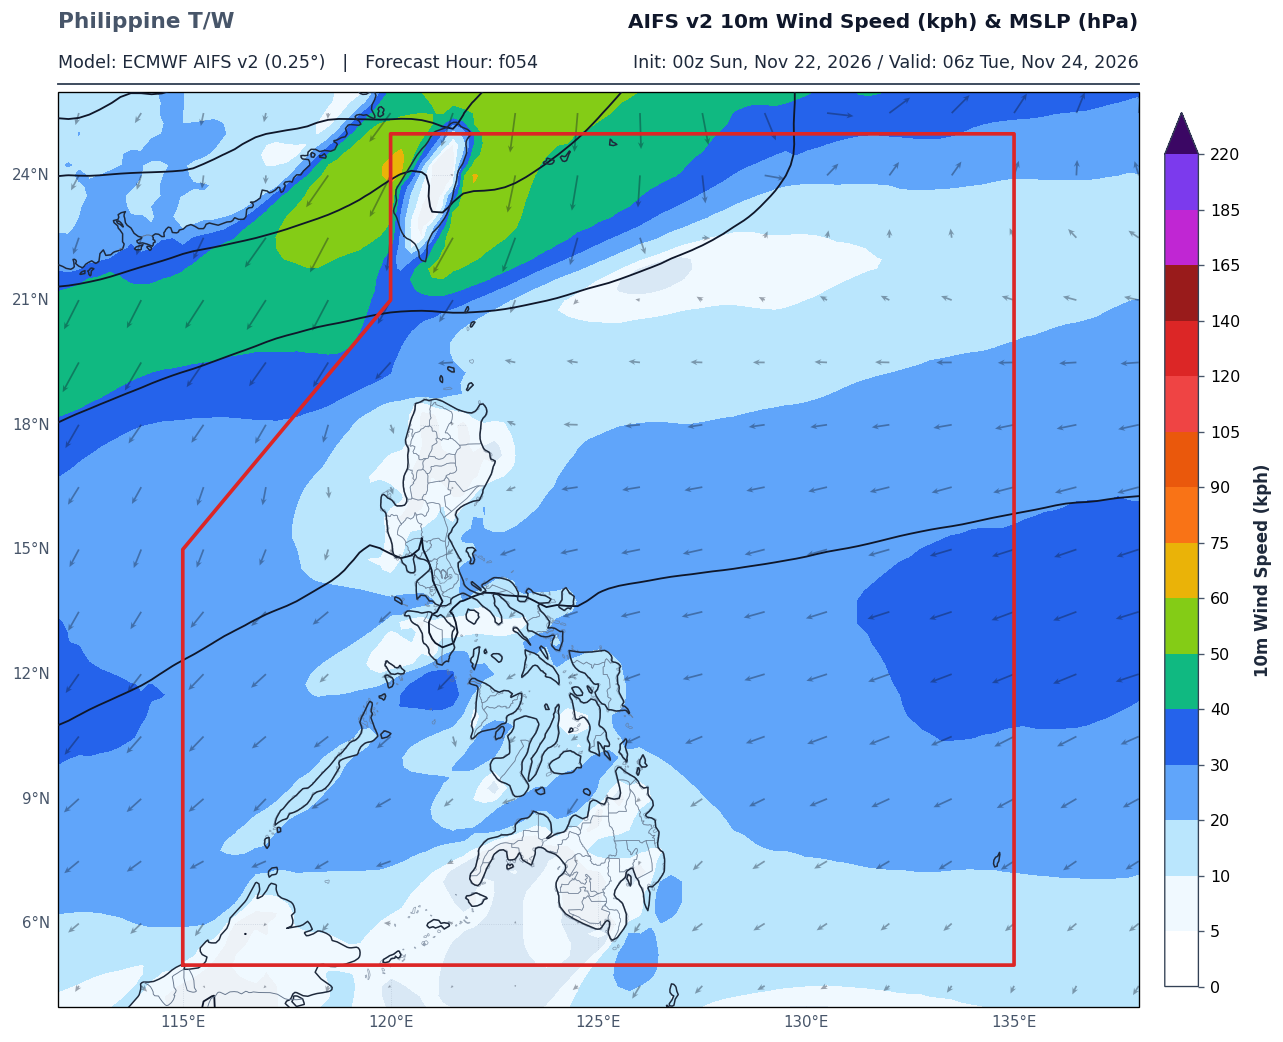 Philippine T/W
AIFS v2 10m Wind Speed (kph) & MSLP (hPa)
Model: ECMWF AIFS v2 (0.25°)   |   Forecast Hour: f054
Init: 00z Sun, Nov 22, 2026 / Valid: 06z Tue, Nov 24, 2026
24°N
21°N
18°N
15°N
12°N
9°N
6°N
115°E
120°E
125°E
130°E
135°E
220
185
165
140
120
105
90
75
60
50
40
30
20
10
5
0
10m Wind Speed (kph)